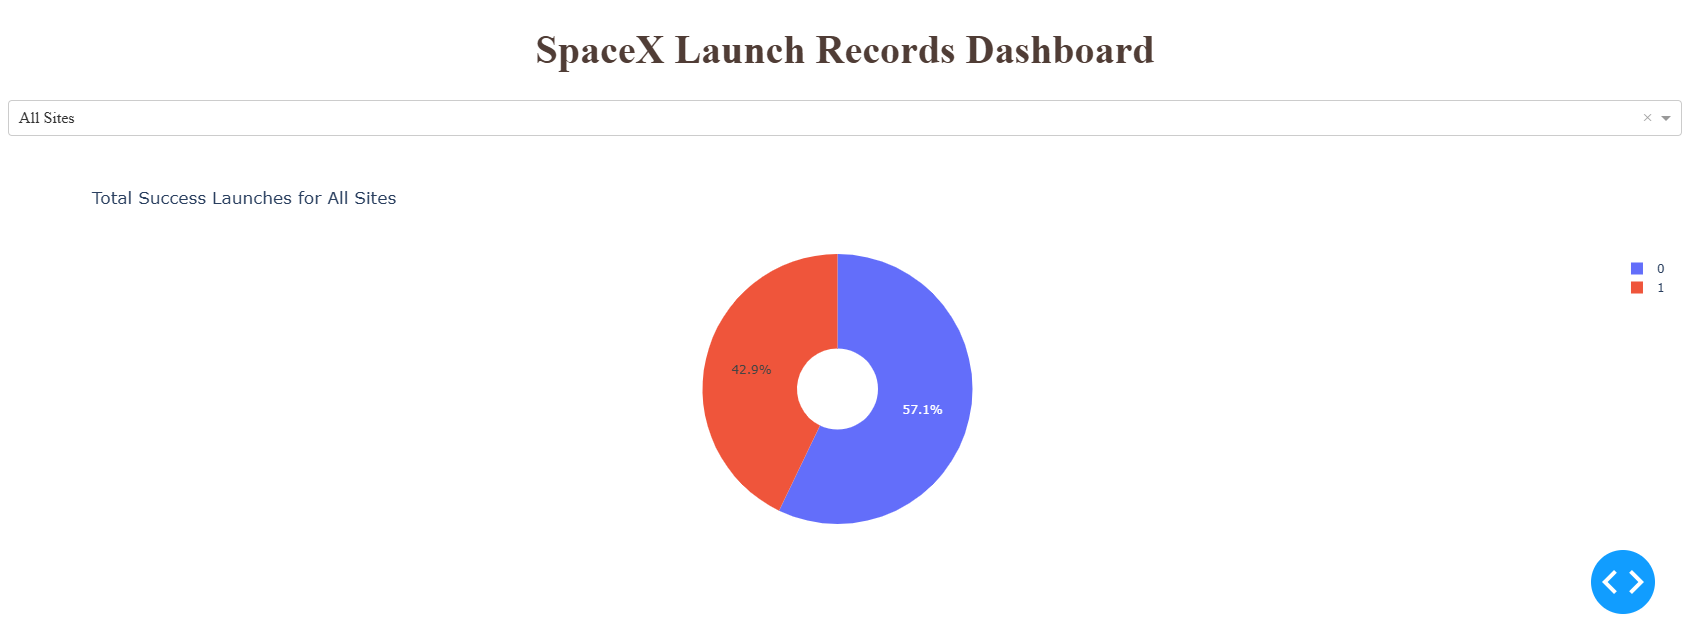 SpaceX Launch Records Dashboard
All Sites
Total Success Launches for All Sites
0
1
42.9%
57.1%